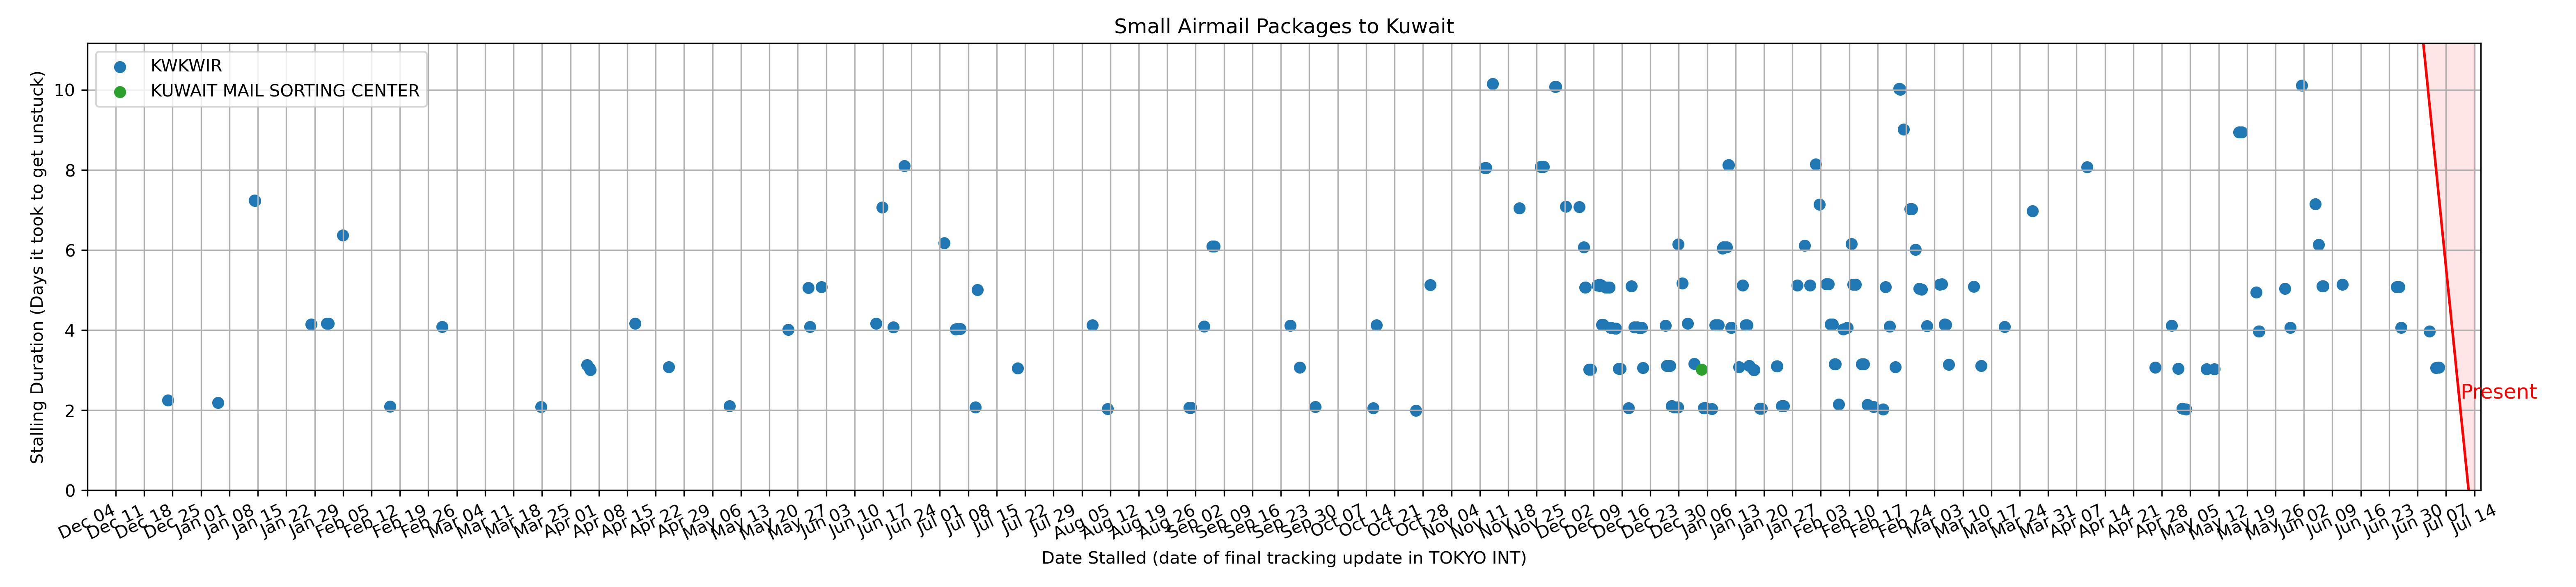 Small Airmail Packages to Kuwait
KWKWIR
KUWAIT MAIL SORTING CENTER
Stalling Duration (Days it took to get unstuck)
10
8
6
4
2
0
Present
Dec 04 Dec 11 Dec 18 Dec 25 Jan 01 Jan 08 Jan 15 Jan 22 Jan 29 Feb 05 Feb 12 Feb 19 Feb 26 Mar 04 Mar 11 Mar 18 Mar 25 Apr 01 Apr 08 Apr 15 Apr 22 Apr 29 May 06 May 13 May 20 May 27 Jun 03 Jun 10 Jun 17 Jun 24 Jul 01 Jul 08 Jul 15 Jul 22 Jul 29 Aug 05 Aug 12 Aug 19 Aug 26 Sep 02 Sep 09 Sep 16 Sep 23 Sep 30 Oct 07 Oct 14 Oct 21 Oct 28 Nov 04 Nov 11 Nov 18 Nov 25 Dec 02 Dec 09 Dec 16 Dec 23 Dec 30 Jan 06 Jan 13 Jan 20 Jan 27 Feb 03 Feb 10 Feb 17 Feb 24 Mar 03 Mar 10 Mar 17 Mar 24 Mar 31 Apr 07 Apr 14 Apr 21 Apr 28 May 05 May 12 May 19 May 26 Jun 02 Jun 09 Jun 16 Jun 23 Jun 30 Jul 07 Jul 14
Date Stalled (date of final tracking update in TOKYO INT)